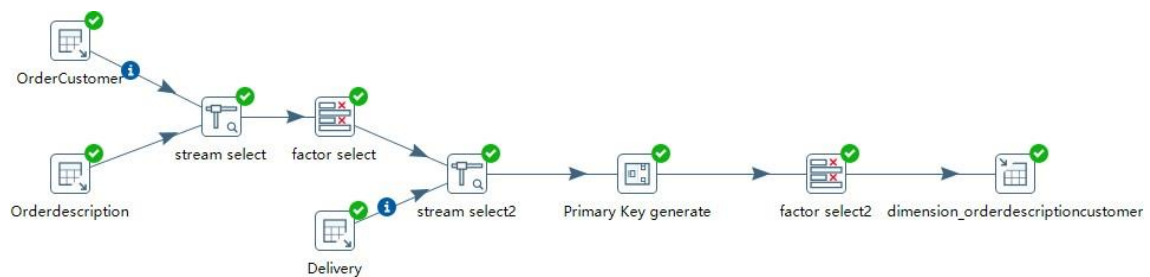 OrderCustomer
stream select
factor select
Orderdescription
stream select2
Primary Key generate
factor select2
dimension_orderdescriptioncustomer
Delivery